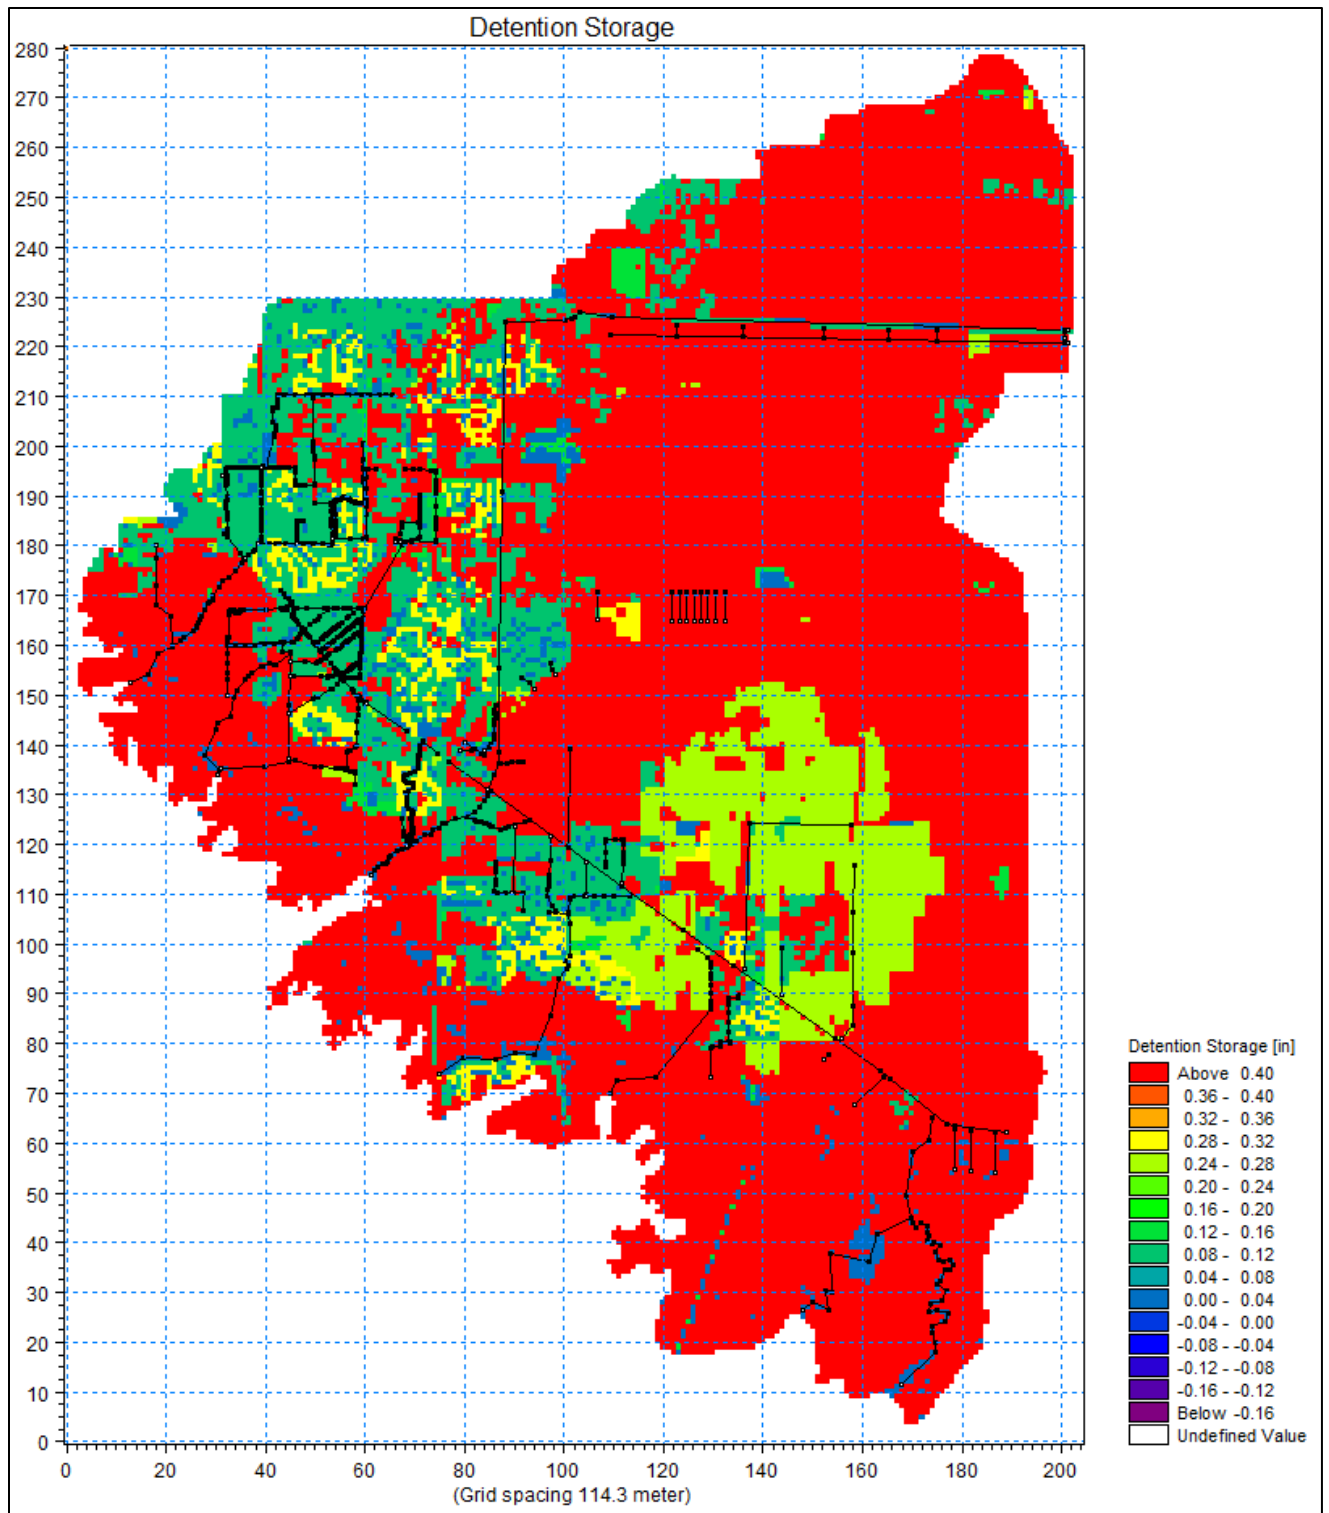 Detention Storage
280
270
260
250
240
230
220
210
200
190
180
170
160
150
140
130
120
110
100
90
80
70
60
50
40
30
20
10
0
0 20 40 60 80 100 120 140 160 180 200
(Grid spacing 114.3 meter)
Detention Storage [in]
Above 0.40
0.36 - 0.40
0.32 - 0.36
0.28 - 0.32
0.24 - 0.28
0.20 - 0.24
0.16 - 0.20
0.12 - 0.16
0.08 - 0.12
0.04 - 0.08
0.00 - 0.04
-0.04 - 0.00
-0.08 - -0.04
-0.12 - -0.08
-0.16 - -0.12
Below -0.16
Undefined Value